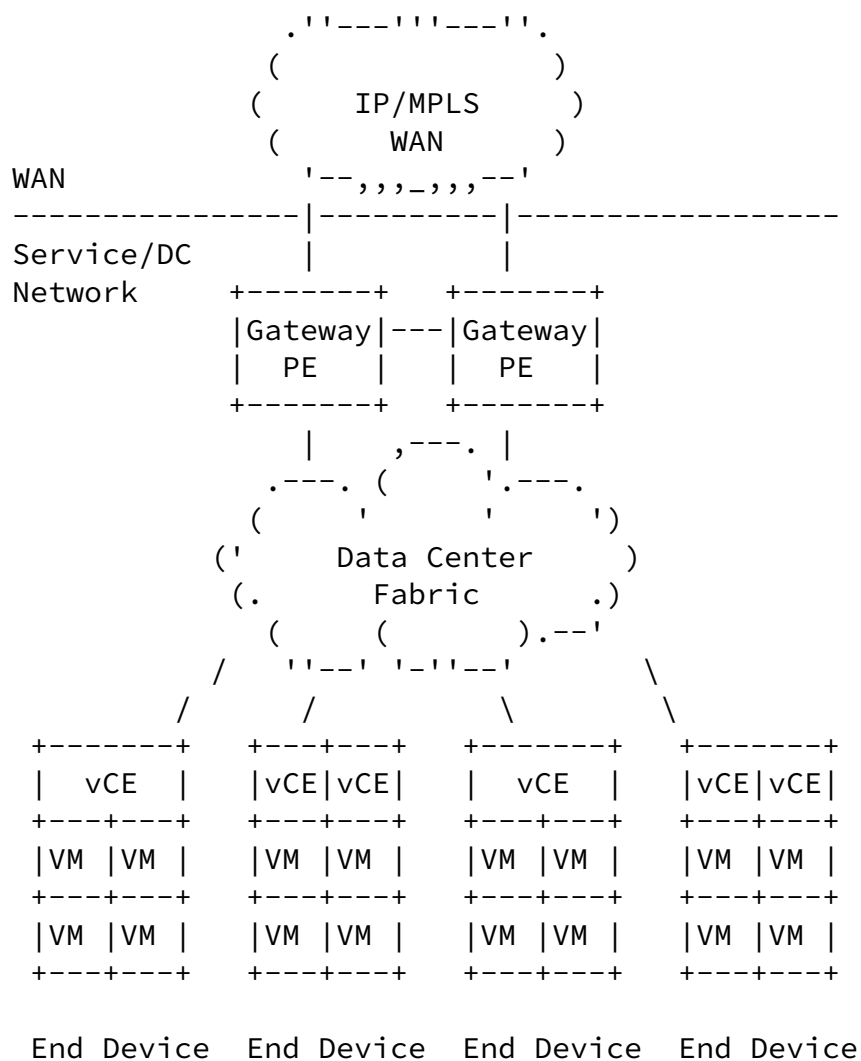 IP/MPLS
WAN
WAN
Service/DC
Network
Gateway Gateway
PE PE
Data Center
Fabric
vCE vCE vCE vCE vCE vCE
VM VM VM VM VM VM VM VM
VM VM VM VM VM VM VM VM
End Device End Device End Device End Device